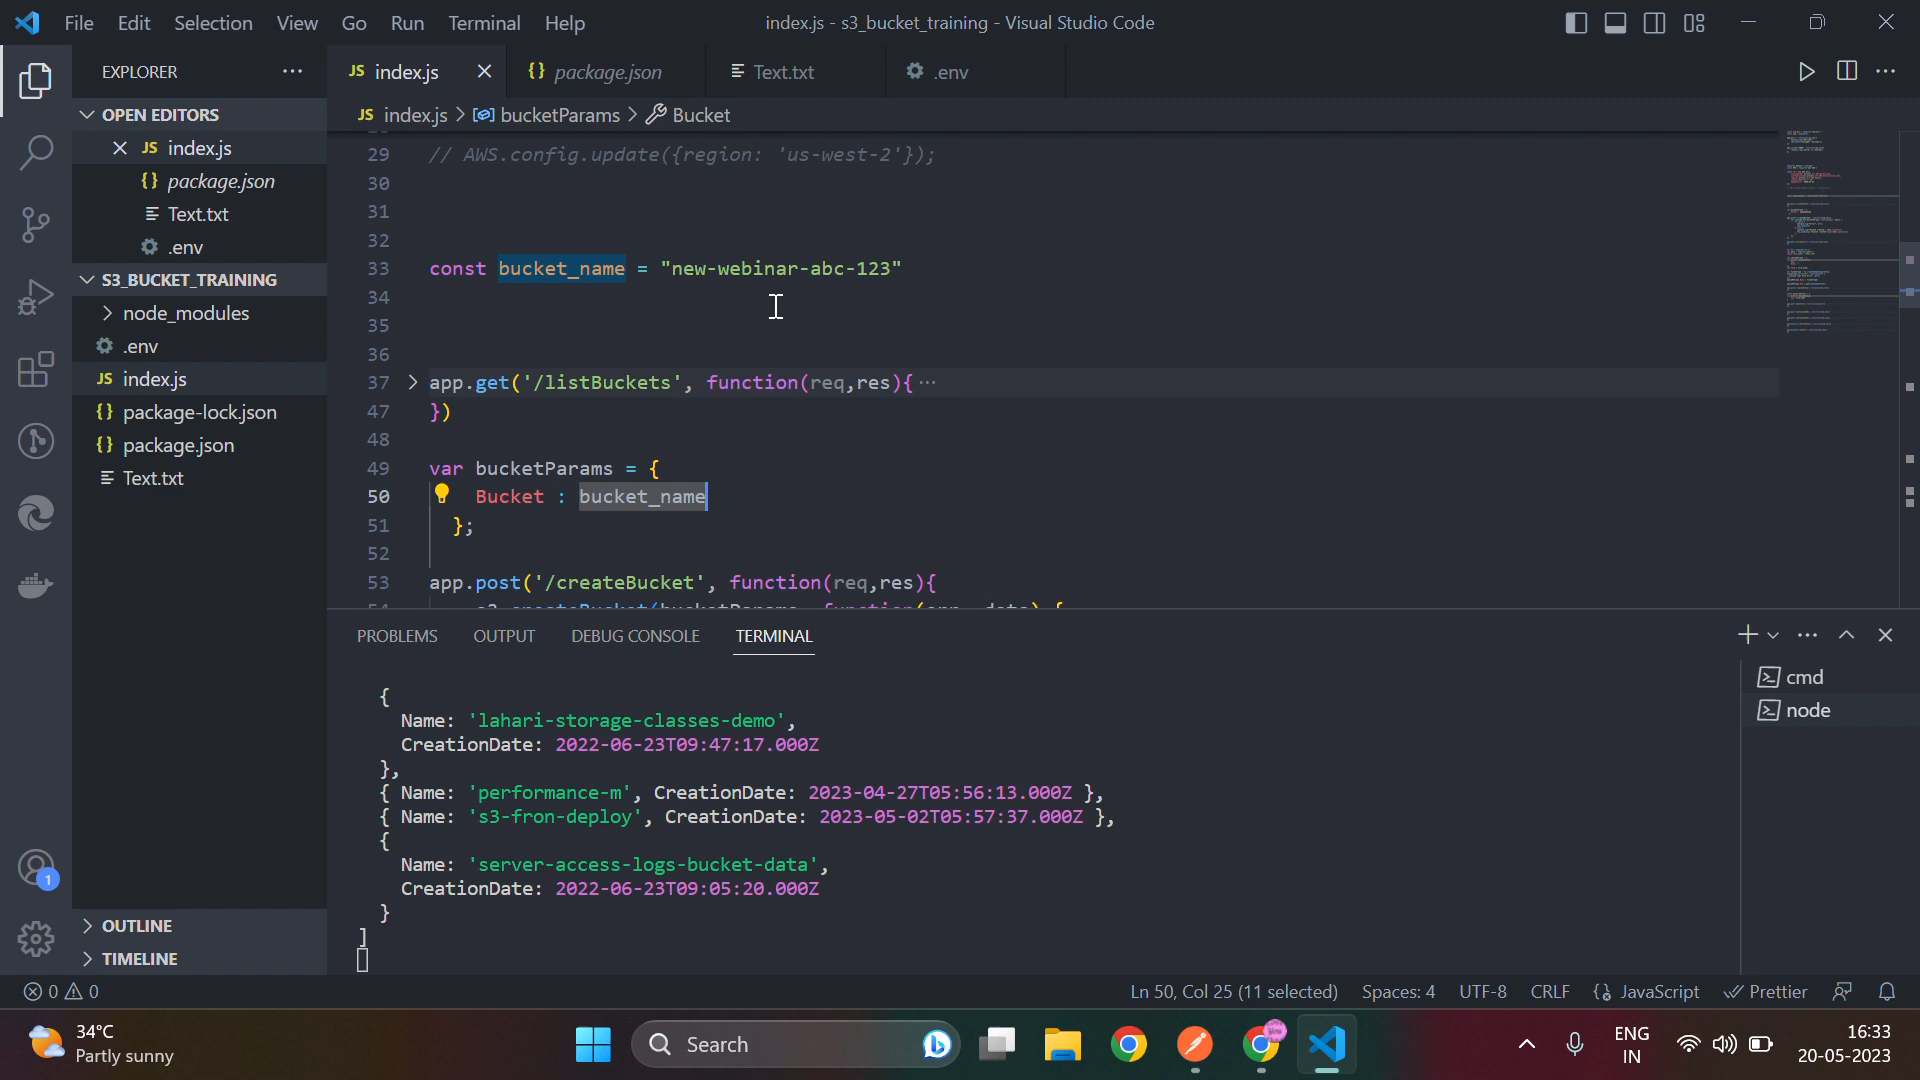 File Edit Selection View Go Run Terminal Help
index.js - s3_bucket_training - Visual Studio Code
EXPLORER
OPEN EDITORS
JS index.js
{} package.json
Text.txt
.env
S3_BUCKET_TRAINING
node_modules
.env
JS index.js
{} package-lock.json
{} package.json
Text.txt
OUTLINE
TIMELINE
1
JS index.js
{} package.json
Text.txt
.env
JS index.js > bucketParams > Bucket
29 // AWS.config.update({region: 'us-west-2'});
30
31
32
33 const bucket_name = "new-webinar-abc-123"
34
35
36
37 app.get('/listBuckets', function(req,res){ ...
47 })
48
49 var bucketParams = {
50 Bucket : bucket_name
51 };
52
53 app.post('/createBucket', function(req,res){
PROBLEMS OUTPUT DEBUG CONSOLE TERMINAL
cmd
node
{
Name: 'lahari-storage-classes-demo',
CreationDate: 2022-06-23T09:47:17.000Z
},
{ Name: 'performance-m', CreationDate: 2023-04-27T05:56:13.000Z },
{ Name: 's3-fron-deploy', CreationDate: 2023-05-02T05:57:37.000Z },
{
Name: 'server-access-logs-bucket-data',
CreationDate: 2022-06-23T09:05:20.000Z
}
]
0 0
Ln 50, Col 25 (11 selected) Spaces: 4 UTF-8 CRLF JavaScript Prettier
34°C
Partly sunny
Search
ENG
IN
16:33
20-05-2023